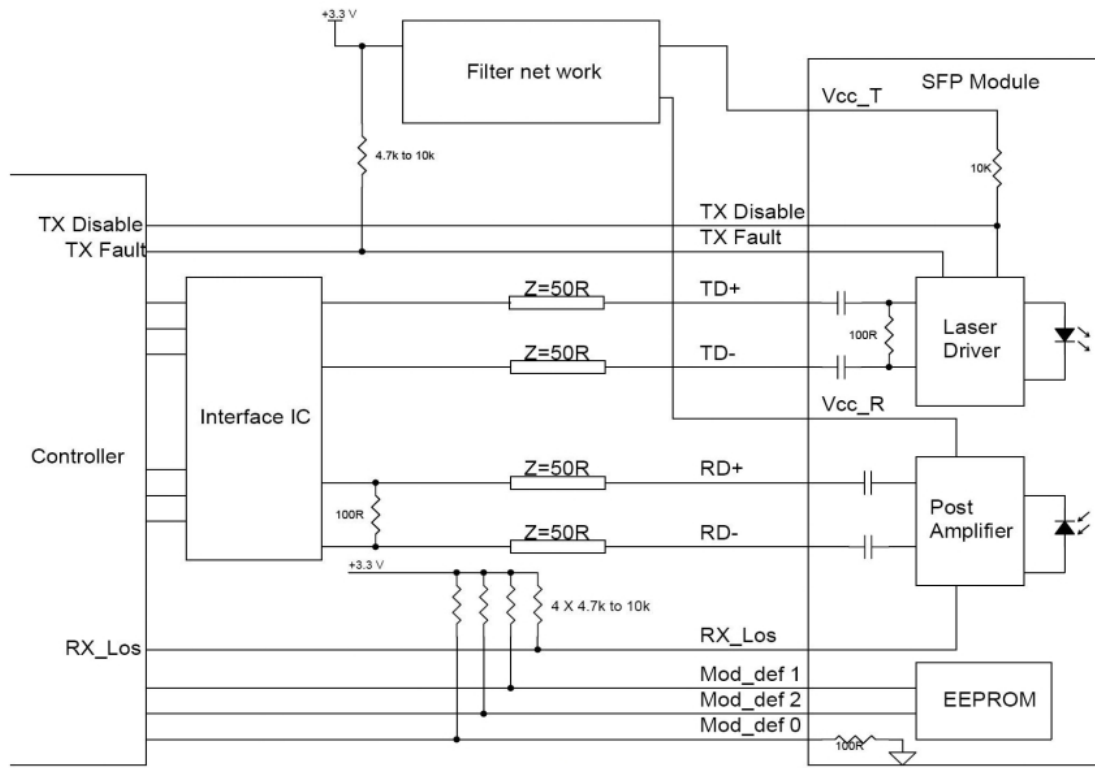 +3.3 V
Filter net work
SFP Module
Vcc_T
4.7k to 10k
10K
TX Disable
TX Disable
TX Fault
TX Fault
Z=50R
TD+
100R
Laser
Driver
Z=50R
TD-
Vcc_R
Interface IC
Controller
Z=50R
RD+
100R
Post
Amplifier
Z=50R
RD-
+3.3 V
4 X 4.7k to 10k
RX_Los
RX_Los
Mod_def 1
Mod_def 2
EEPROM
Mod_def 0
100R